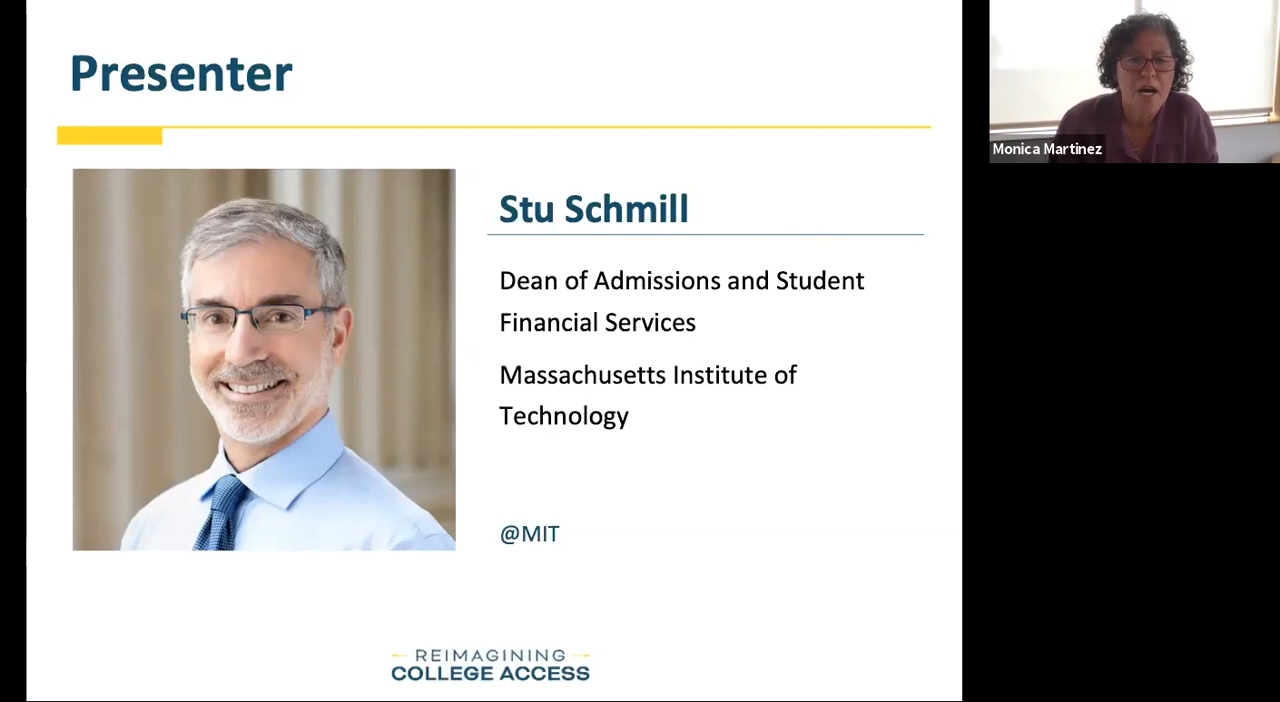 Presenter
Stu Schmill
Dean of Admissions and Student
Financial Services
Massachusetts Institute of
Technology
@MIT
REIMAGINING
COLLEGE ACCESS
Monica Martinez